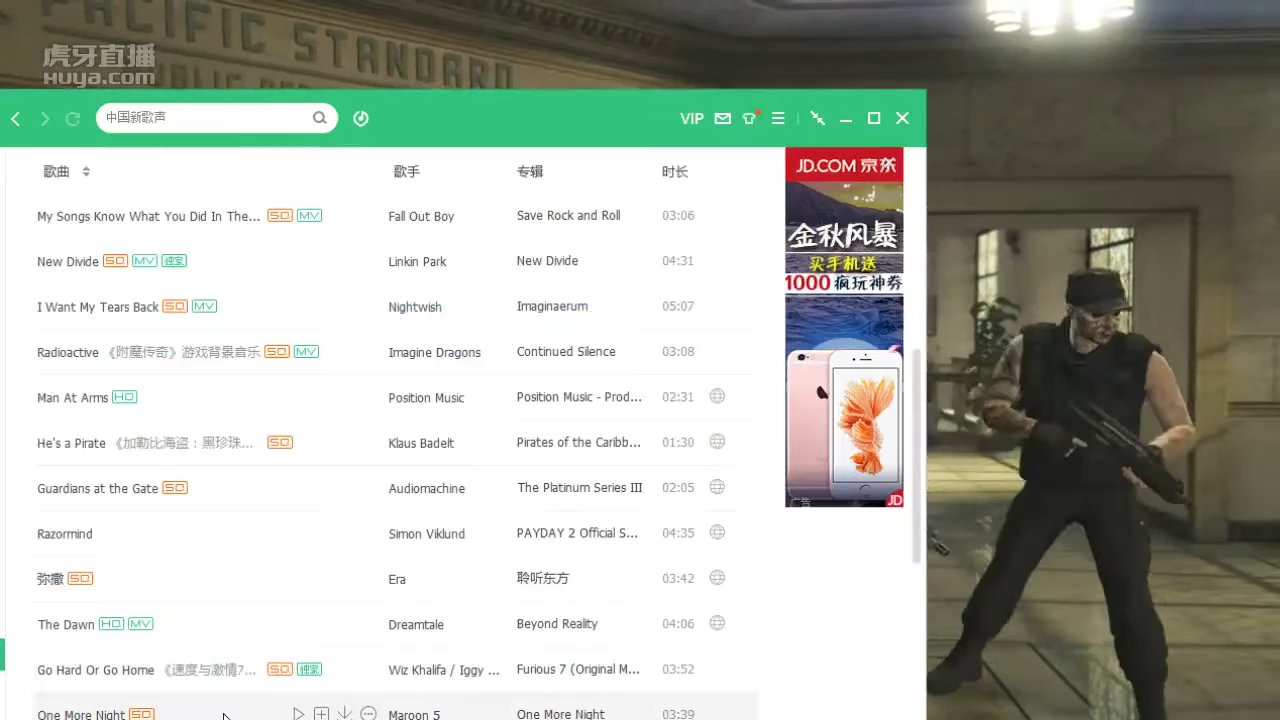 PACIFIC STANDARD
虎牙直播
Huya.com
中国新歌声
VIP
歌曲 歌手 专辑 时长
My Songs Know What You Did In The... SQ MV Fall Out Boy Save Rock and Roll 03:06
New Divide SQ MV 独家 Linkin Park New Divide 04:31
I Want My Tears Back SQ MV Nightwish Imaginaerum 05:07
Radioactive 《附魔传奇》游戏背景音乐 SQ MV Imagine Dragons Continued Silence 03:08
Man At Arms HQ Position Music Position Music - Prod... 02:31
He's a Pirate 《加勒比海盗：黑珍珠... SQ Klaus Badelt Pirates of the Caribb... 01:30
Guardians at the Gate SQ Audiomachine The Platinum Series III 02:05
Razormind Simon Viklund PAYDAY 2 Official S... 04:35
弥撒 SQ Era 聆听东方 03:42
The Dawn HQ MV Dreamtale Beyond Reality 04:06
Go Hard Or Go Home 《速度与激情7... SQ 独家 Wiz Khalifa / Iggy ... Furious 7 (Original M... 03:52
One More Night SQ Maroon 5 One More Night 03:39
JD.COM 京东
金秋风暴
买手机送
1000疯玩神券
广告
JD